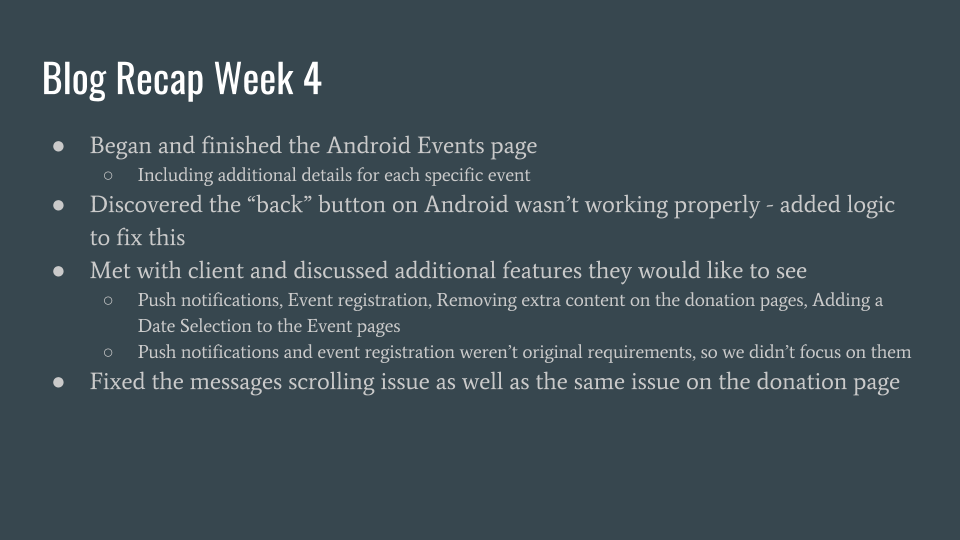 Blog Recap Week 4
● Began and finished the Android Events page
○ Including additional details for each specific event
● Discovered the “back” button on Android wasn’t working properly - added logic
to fix this
● Met with client and discussed additional features they would like to see
○ Push notifications, Event registration, Removing extra content on the donation pages, Adding a
Date Selection to the Event pages
○ Push notifications and event registration weren’t original requirements, so we didn’t focus on them
● Fixed the messages scrolling issue as well as the same issue on the donation page